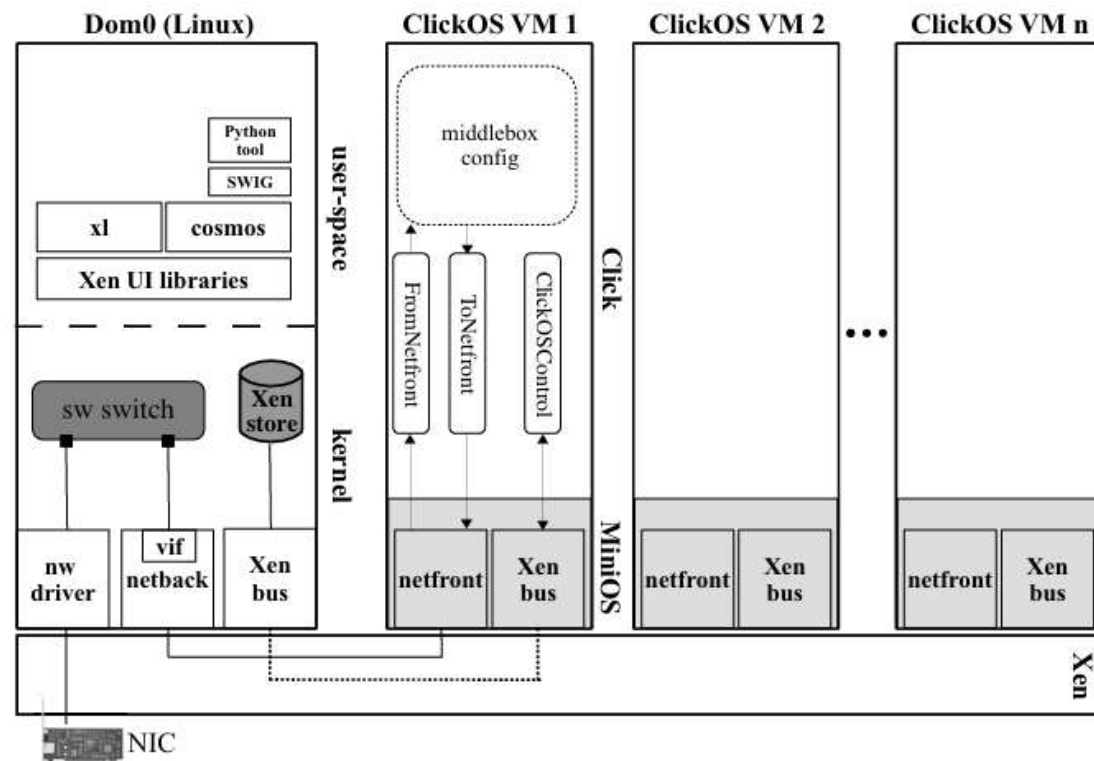 Dom0 (Linux)
ClickOS VM 1
ClickOS VM 2
ClickOS VM n
Python
tool
SWIG
xl
cosmos
Xen UI libraries
user-space
kernel
sw switch
Xen
store
nw
driver
vif
netback
Xen
bus
middlebox
config
FromNetfront
ToNetfront
ClickOSControl
Click
MiniOS
netfront
Xen
bus
netfront
Xen
bus
netfront
Xen
bus
Xen
NIC